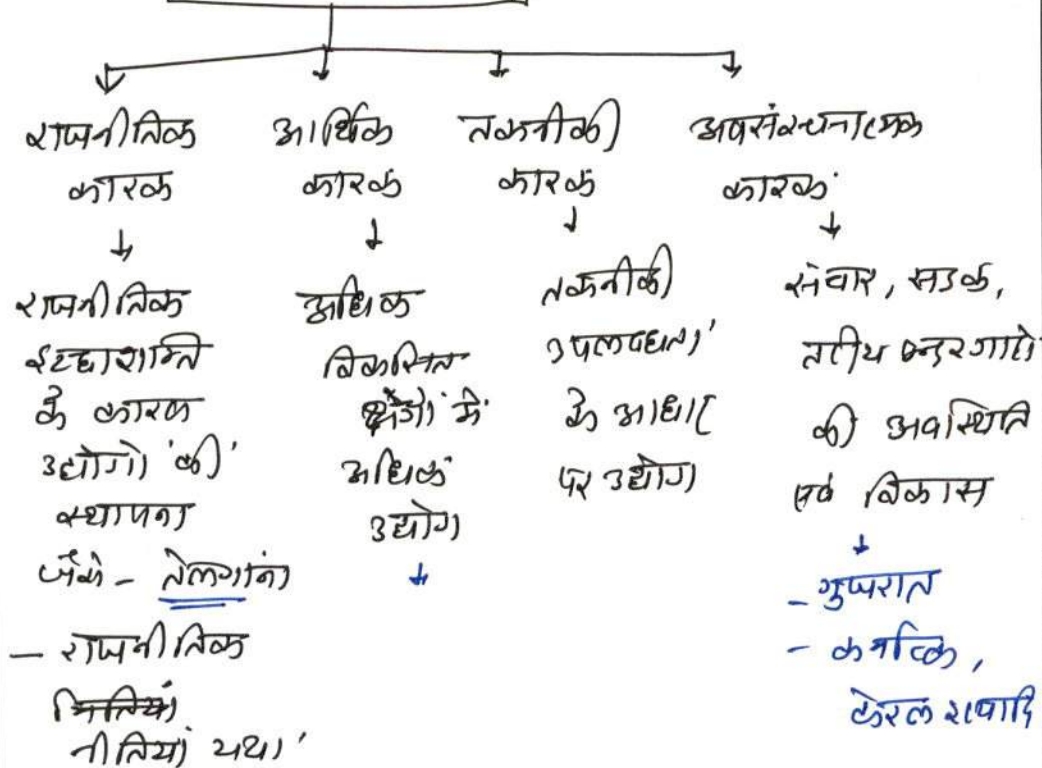 राजनीतिक
कारक
↓
राजनीतिक
इच्छाशक्ति
के कारण
उद्योगों की
स्थापना
जैसे - तेलगांना
- राजनीतिक
नीतियां यथा
आर्थिक
कारक
↓
अधिक
विकसित
क्षेत्रों में
अधिक
उद्योग
↓
तकनीकी
कारक
↓
तकनीकी
उपलब्धता
के आधार
पर उद्योग
अवसंरचनात्मक
कारक
↓
संचार, सडक,
तटीय बन्दरगाहो
की अवस्थिति
एवं विकास
↓
- गुजरात
- कर्नाटक,
केरल इत्यादि